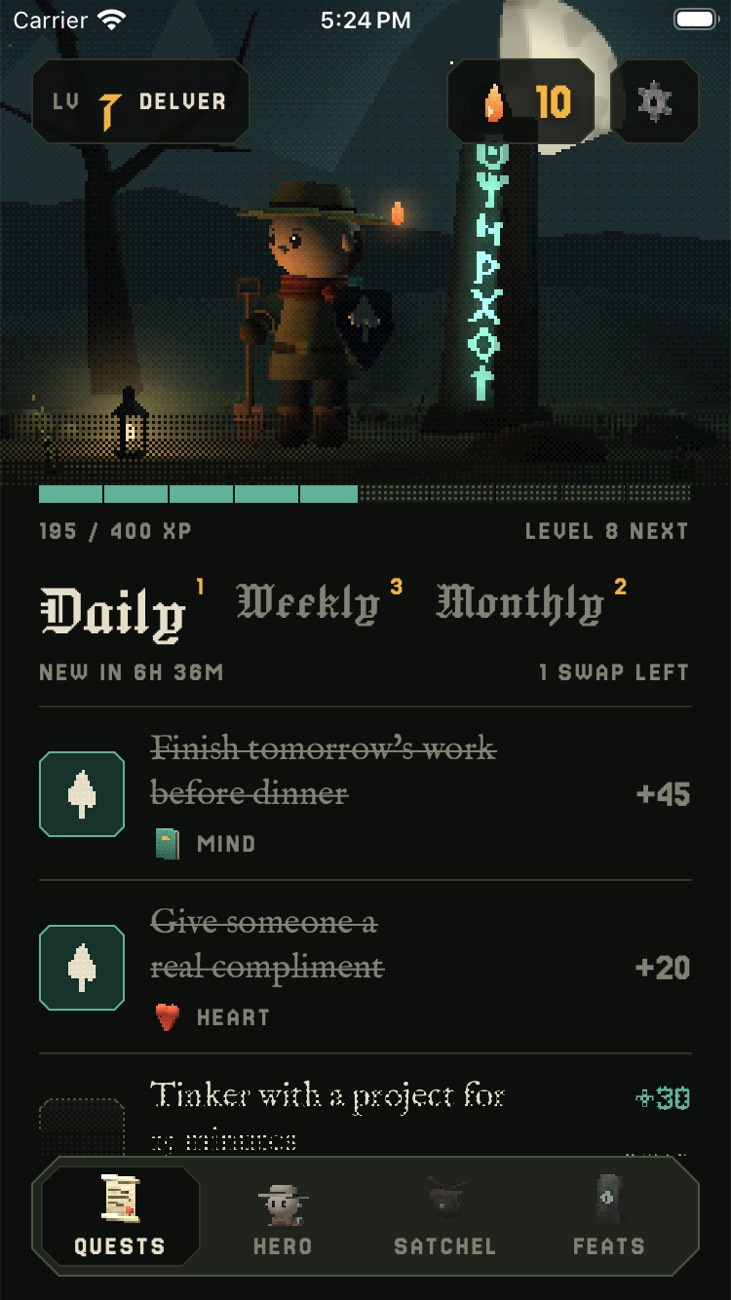 Carrier 5:24 PM
LV 7 DELVER 10
195 / 400 XP LEVEL 8 NEXT
Daily 1 Weekly 3 Monthly 2
NEW IN 6H 36M 1 SWAP LEFT
Finish tomorrow’s work
before dinner +45
MIND
Give someone a
real compliment +20
HEART
Tinker with a project for +30
minutes
QUESTS HERO SATCHEL FEATS